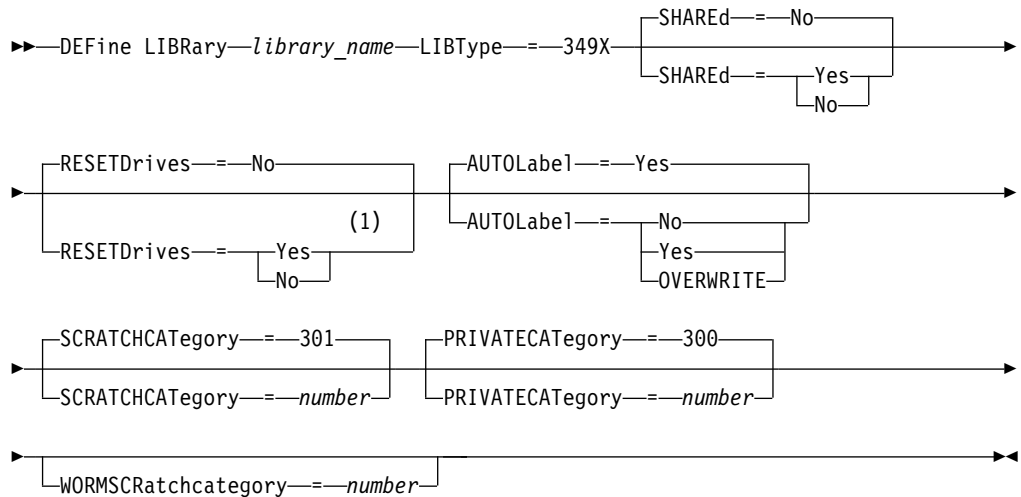 SHAREd = No
DEFine LIBRary library_name LIBType = 349X
SHAREd = Yes
No
RESETDrives = No
AUTOLabel = Yes
(1)
RESETDrives = Yes
No
AUTOLabel = No
Yes
OVERWRITE
SCRATCHCATegory = 301
PRIVATECATegory = 300
SCRATCHCATegory = number
PRIVATECATegory = number
WORMSCRatchcategory = number